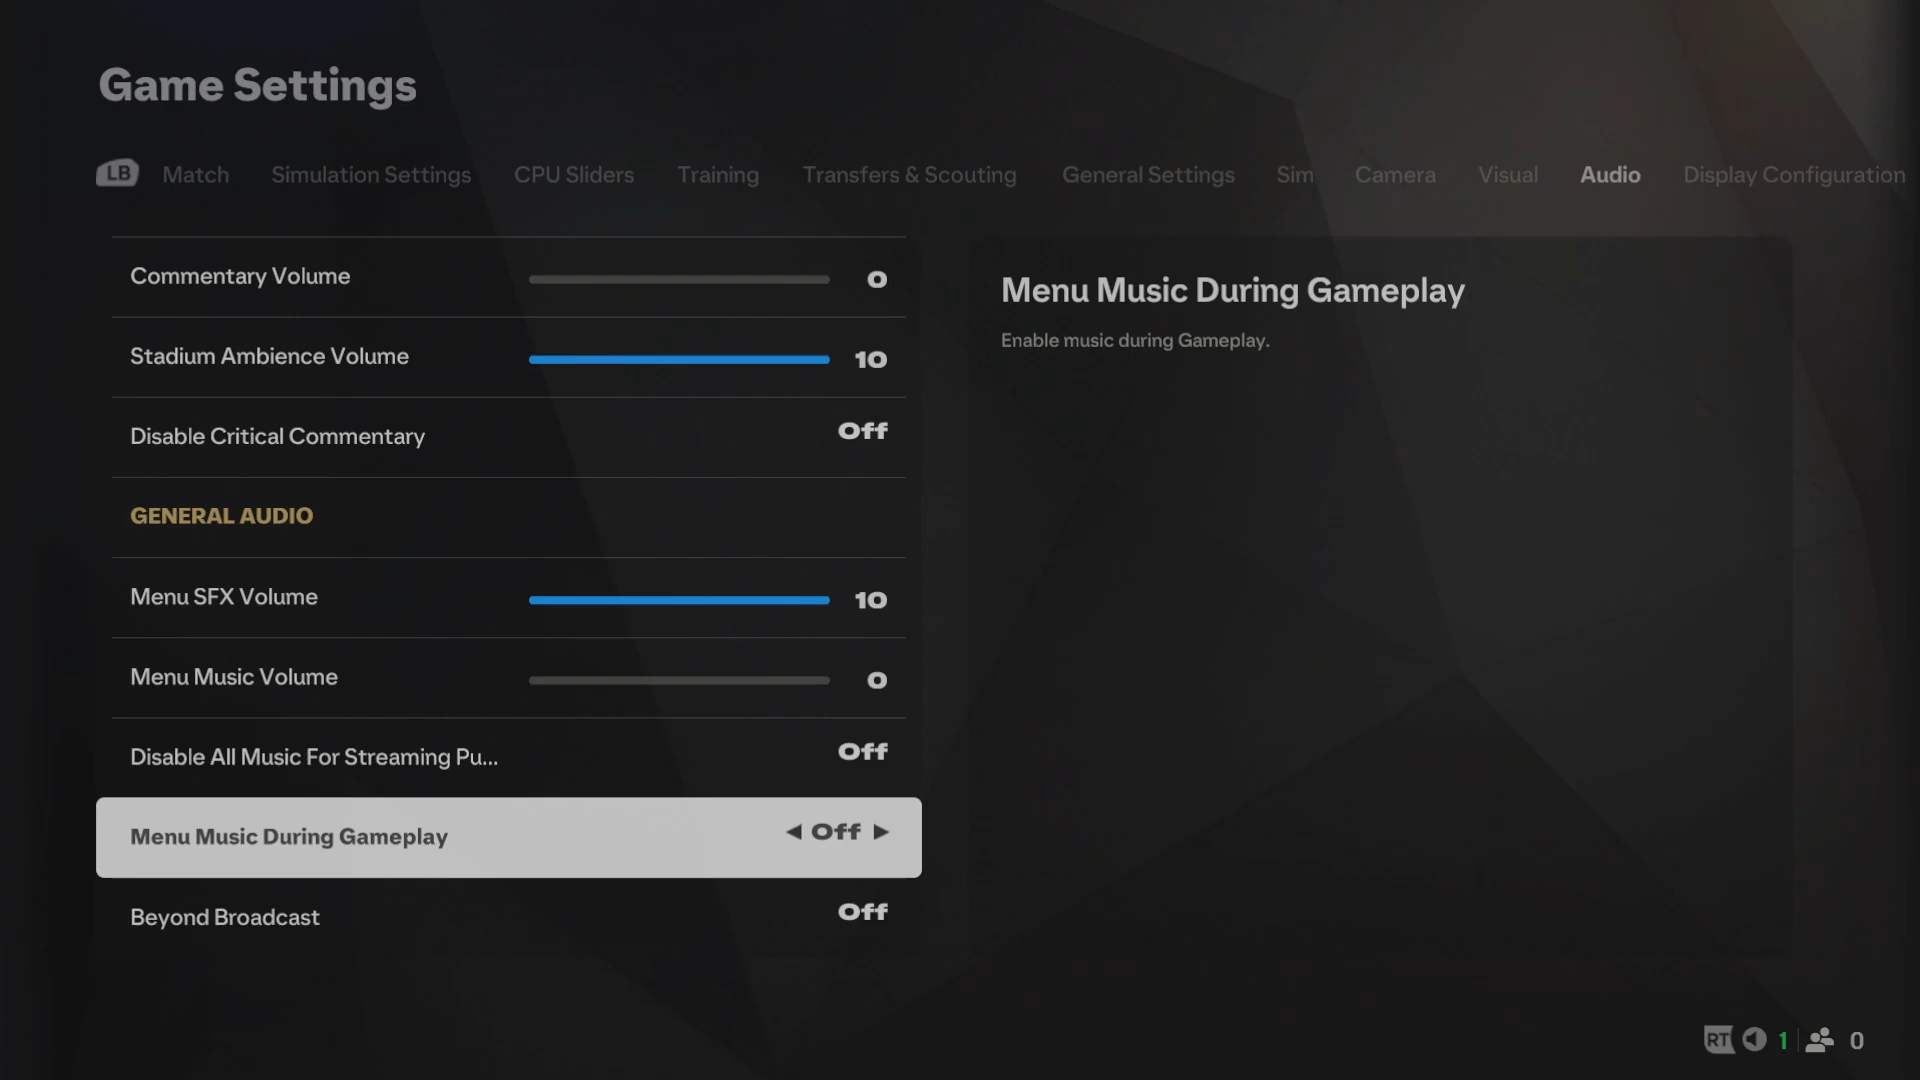 Game Settings
LB Match Simulation Settings CPU Sliders Training Transfers & Scouting General Settings Sim Camera Visual Audio Display Configuration
Commentary Volume 0
Stadium Ambience Volume 10
Disable Critical Commentary Off
GENERAL AUDIO
Menu SFX Volume 10
Menu Music Volume 0
Disable All Music For Streaming Pu... Off
Menu Music During Gameplay Off
Beyond Broadcast Off
Menu Music During Gameplay
Enable music during Gameplay.
RT 1 0